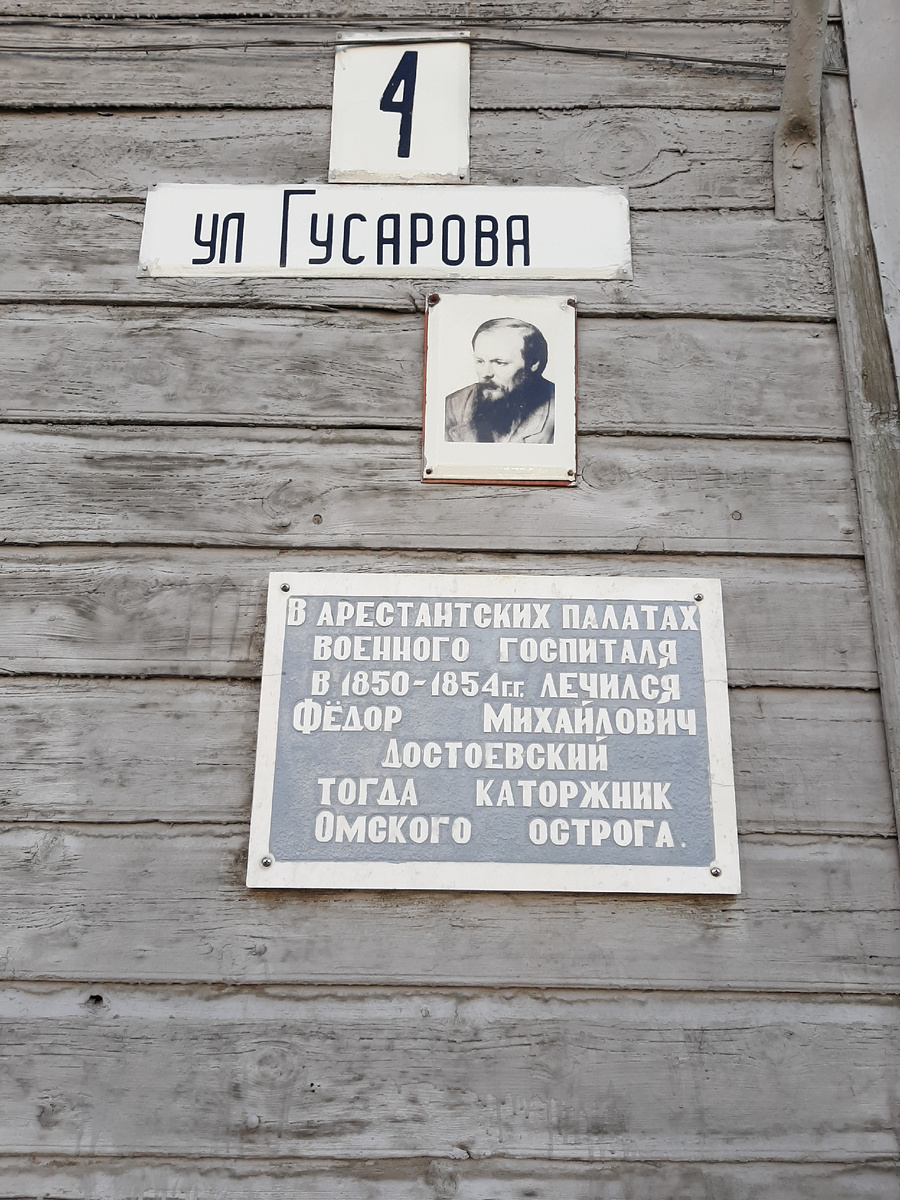 4
ул Гусарова
В АРЕСТАНТСКИХ ПАЛАТАХ
ВОЕННОГО ГОСПИТАЛЯ
В 1850-1854гг. ЛЕЧИЛСЯ
ФЁДОР МИХАЙЛОВИЧ
ДОСТОЕВСКИЙ
ТОГДА КАТОРЖНИК
ОМСКОГО ОСТРОГА.